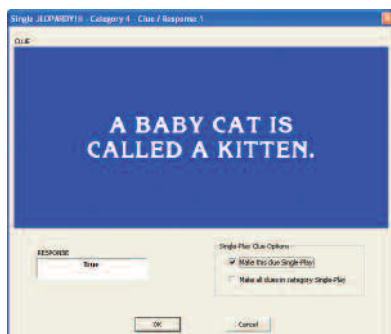 Single JEOPARDY!® - Category 4 - Clue / Response 1
CLUE
A BABY CAT IS
CALLED A KITTEN.
RESPONSE
True
Single-Play Clue Options
Make this clue Single-Play
Make all clues in category Single-Play
OK
Cancel